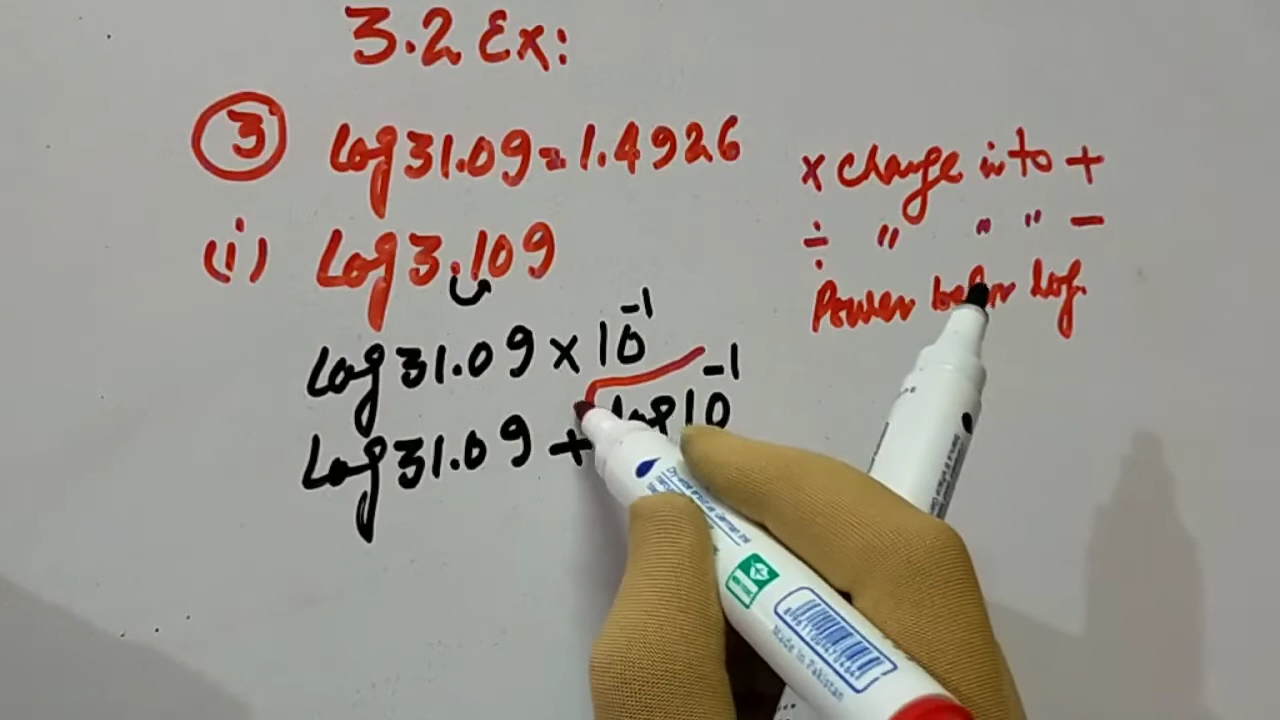 3.2 Ex:
③ log 31.09 = 1.4926
(i) log 3.109
log 31.09 × 10⁻¹
log 31.09 + log 10⁻¹
× change into +
÷ " " " −
Power log.
Made in Pakistan